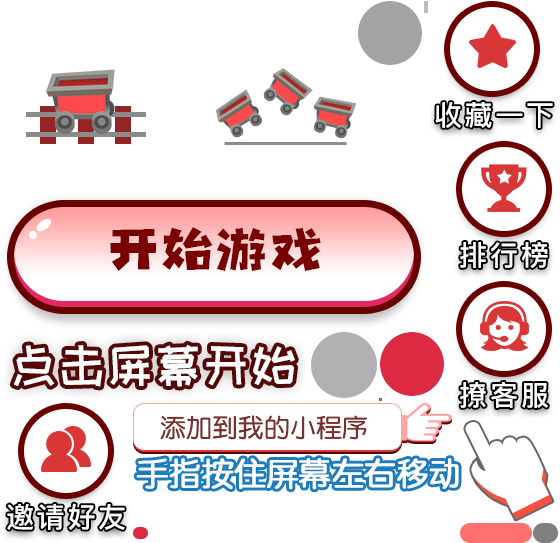 收藏一下
排行榜
开始游戏
点击屏幕开始
撩客服
添加到我的小程序
手指按住屏幕左右移动
邀请好友